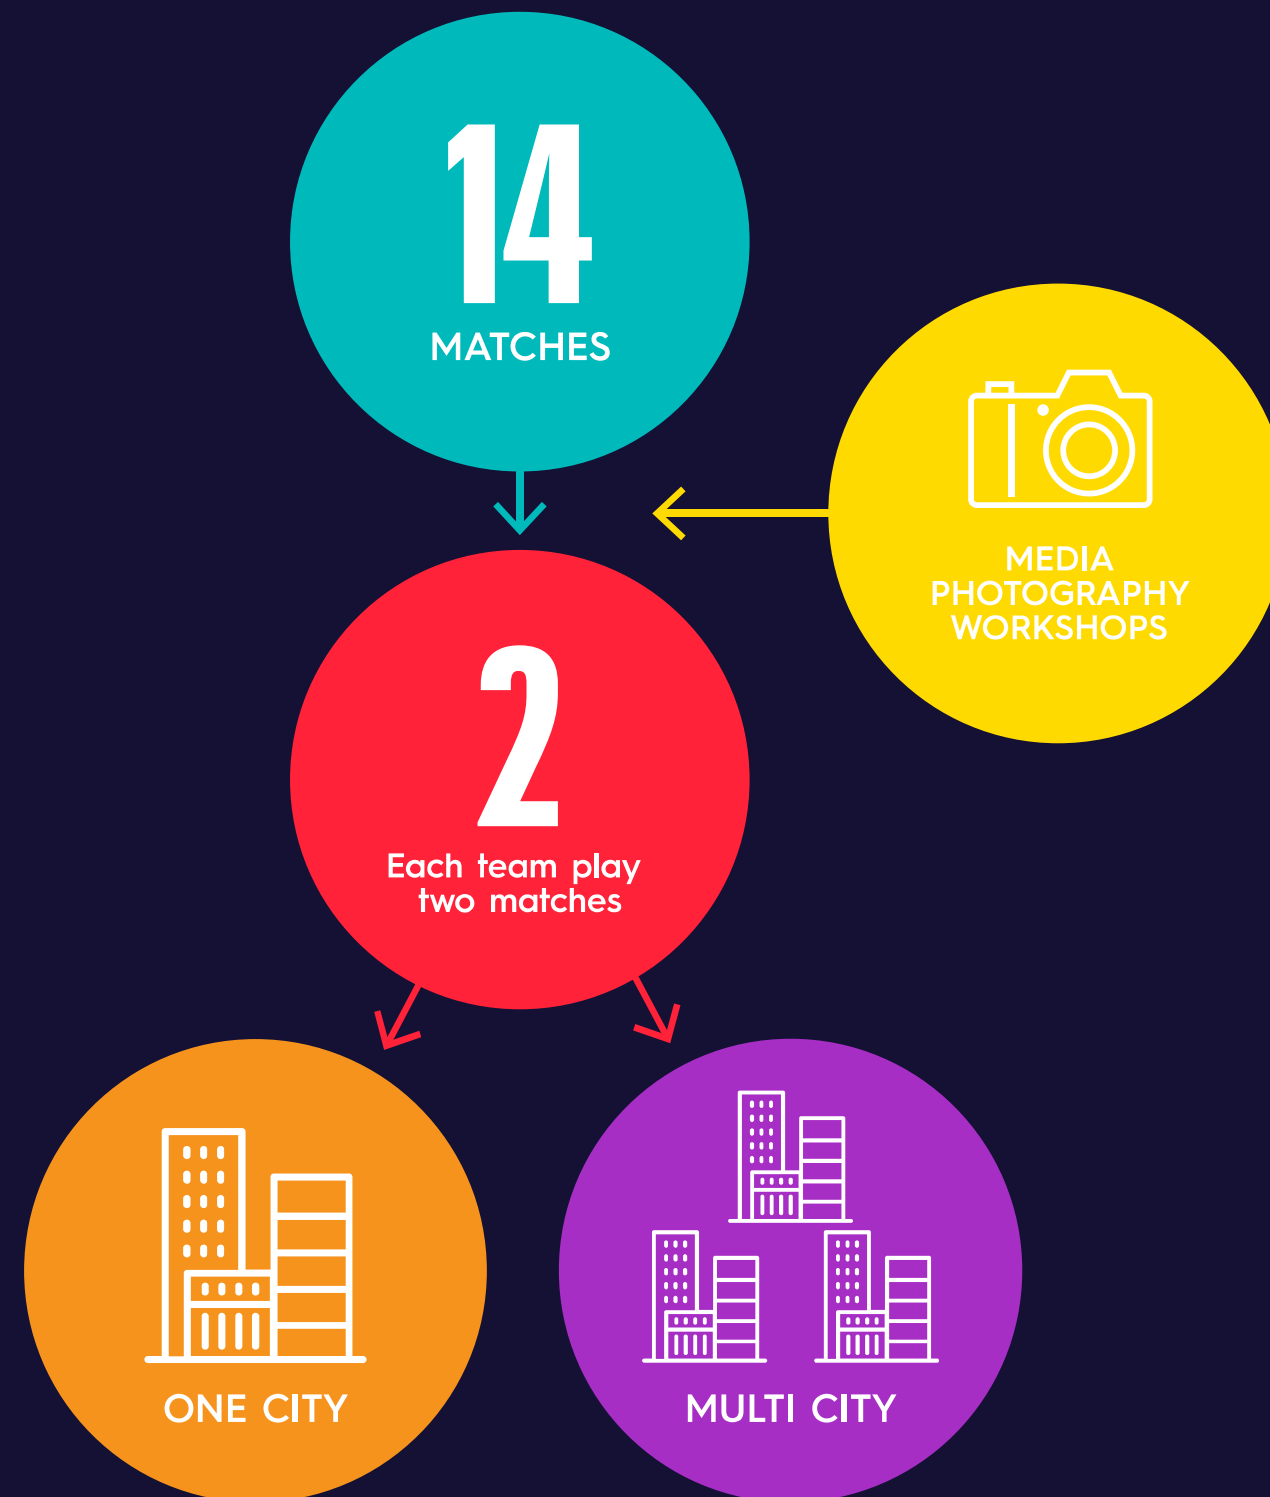 14
MATCHES
MEDIA
PHOTOGRAPHY
WORKSHOPS
2
Each team play
two matches
ONE CITY
MULTI CITY